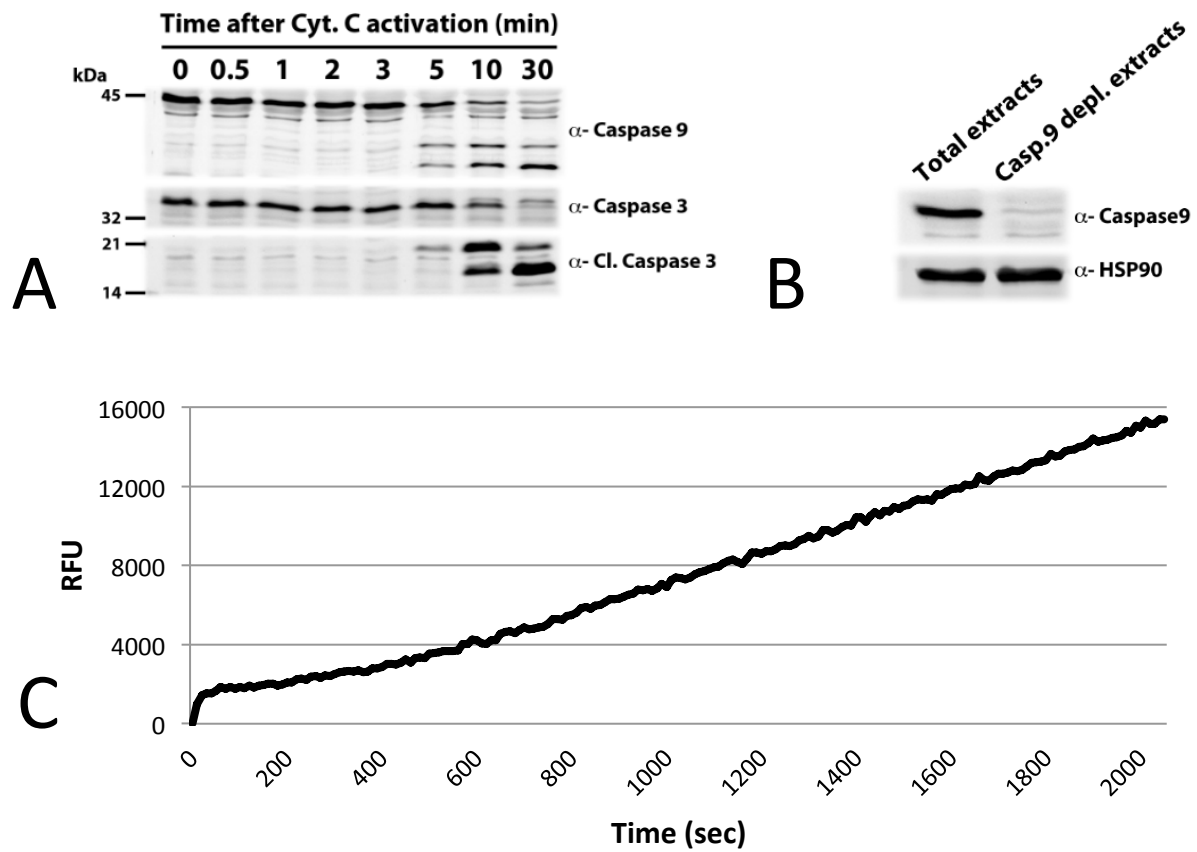 Time after Cyt. C activation (min)
kDa 0 0.5 1 2 3 5 10 30
45
α- Caspase 9
α- Caspase 3
32
21
α- Cl. Caspase 3
14
A
Total extracts
Casp.9 depl. extracts
α- Caspase9
α- HSP90
B
16000
12000
8000
4000
0
RFU
C
0 200 400 600 800 1000 1200 1400 1600 1800 2000
Time (sec)